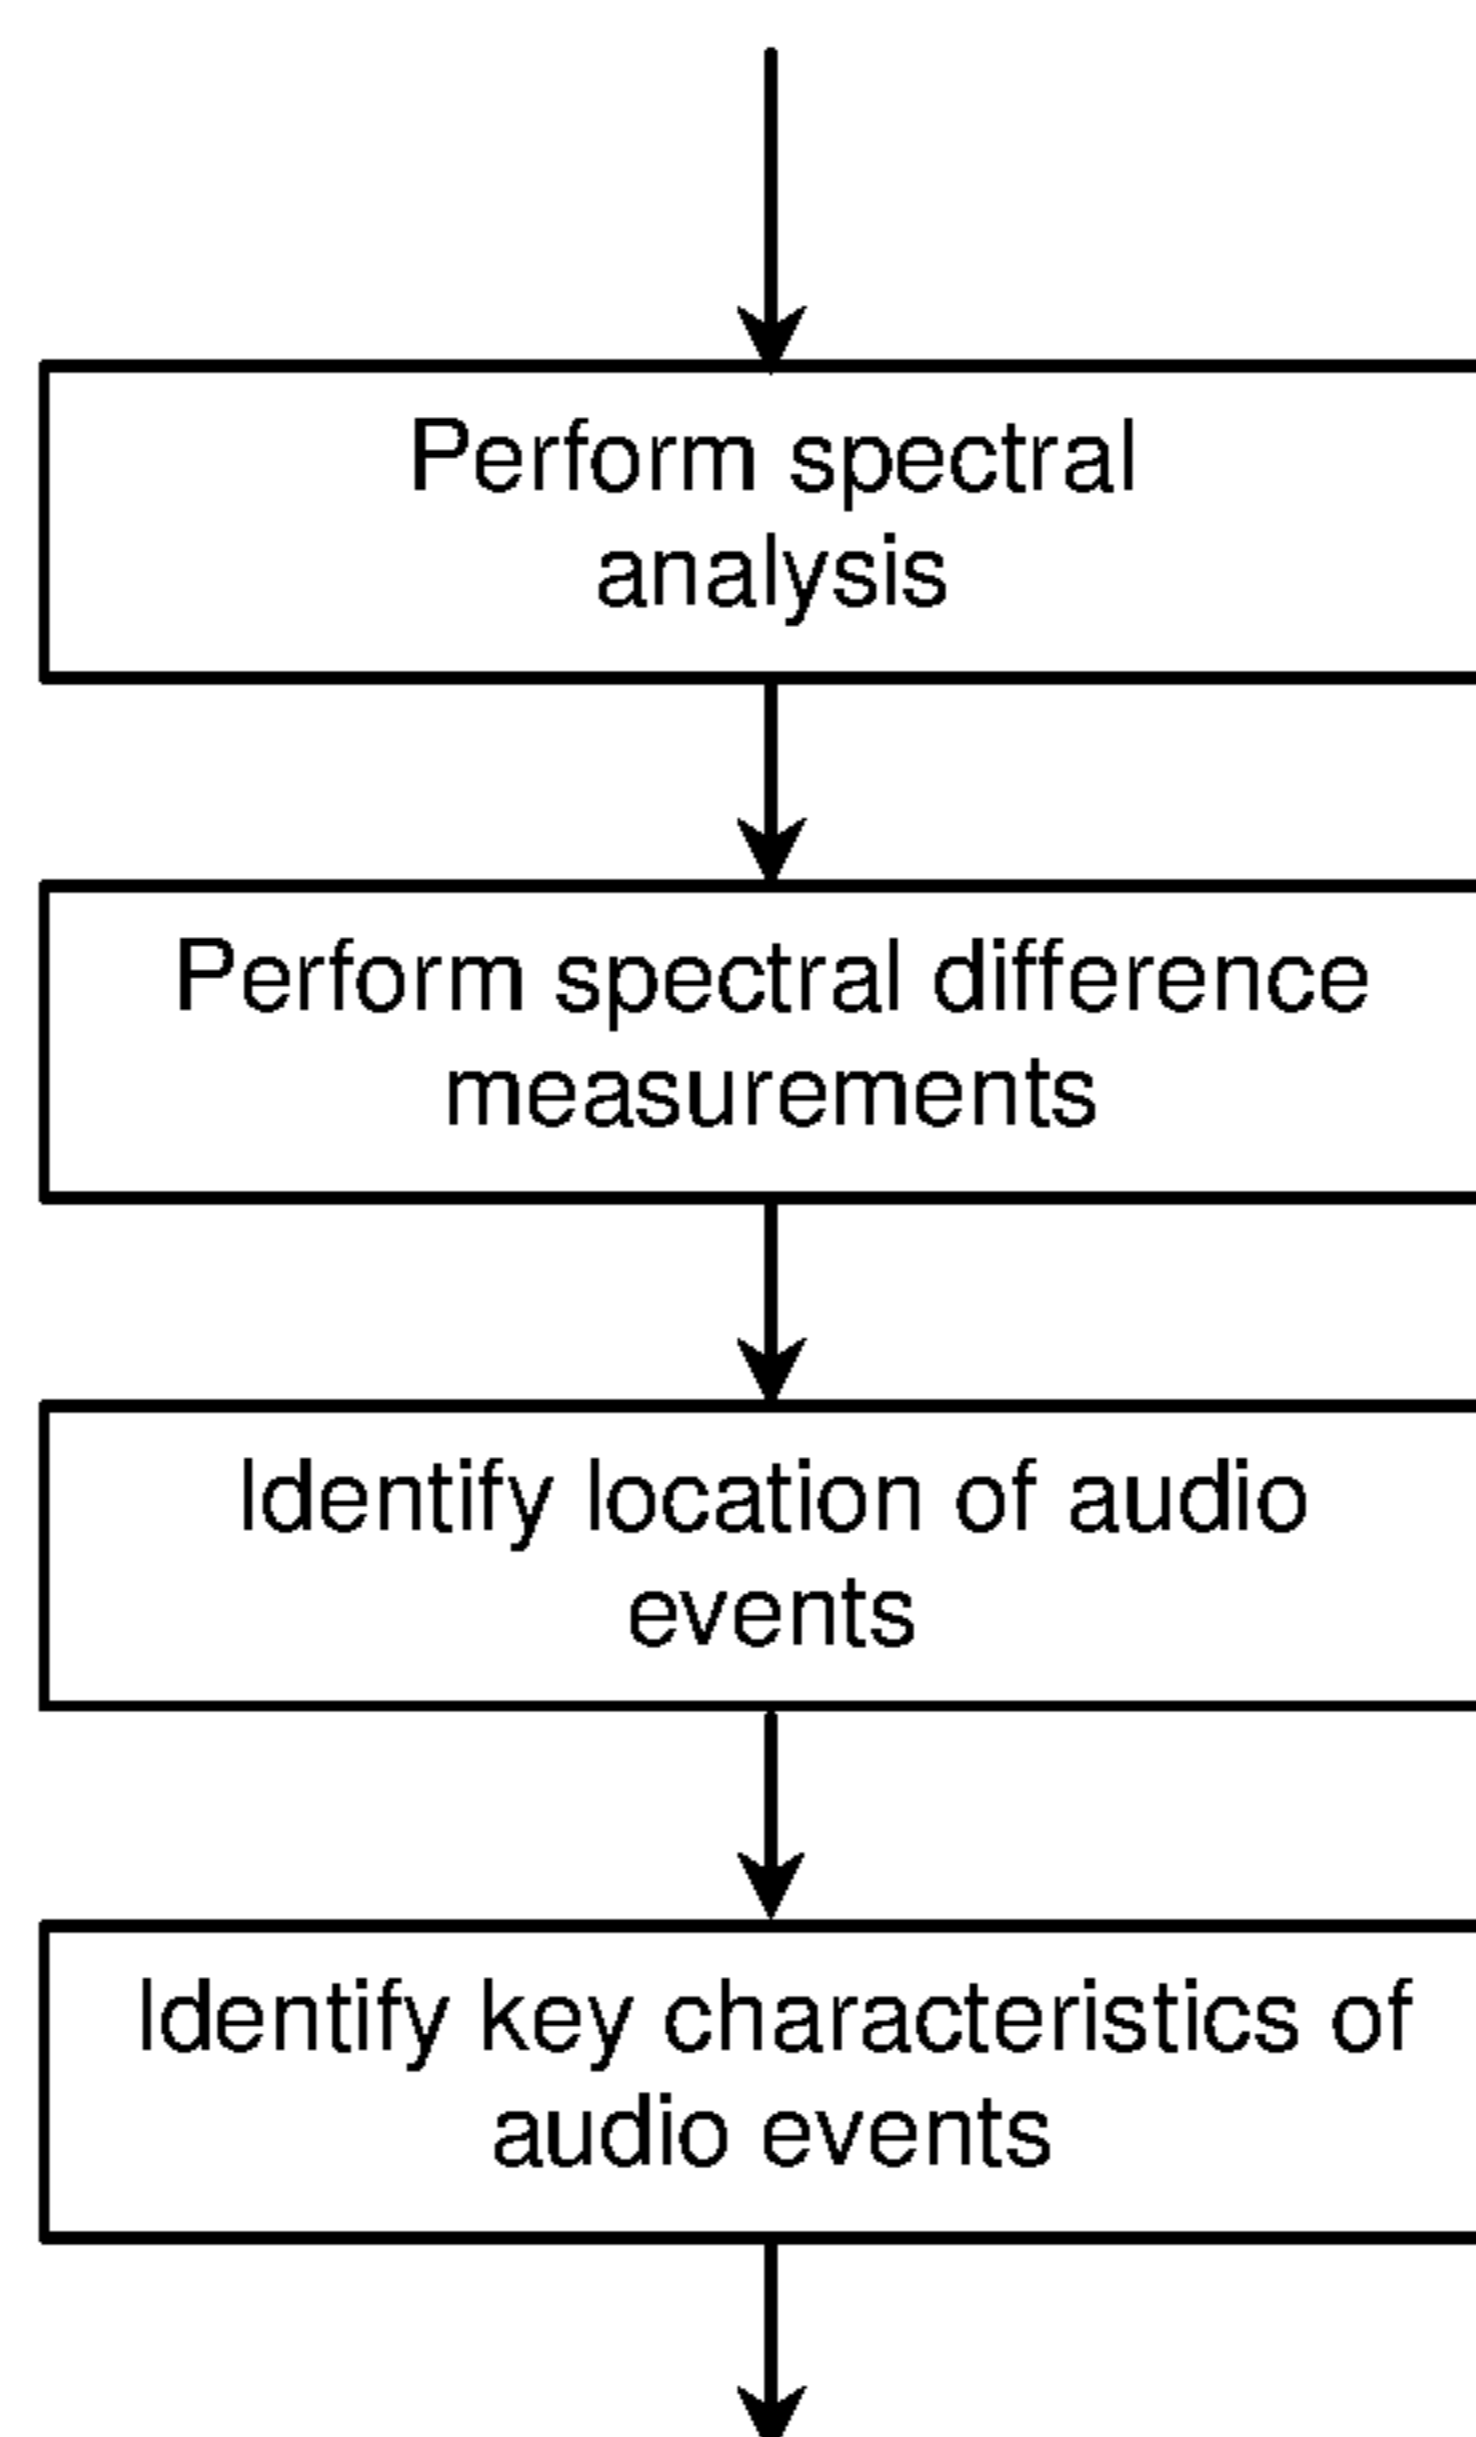 Perform spectral
analysis
Perform spectral difference
measurements
Identify location of audio
events
Identify key characteristics of
audio events